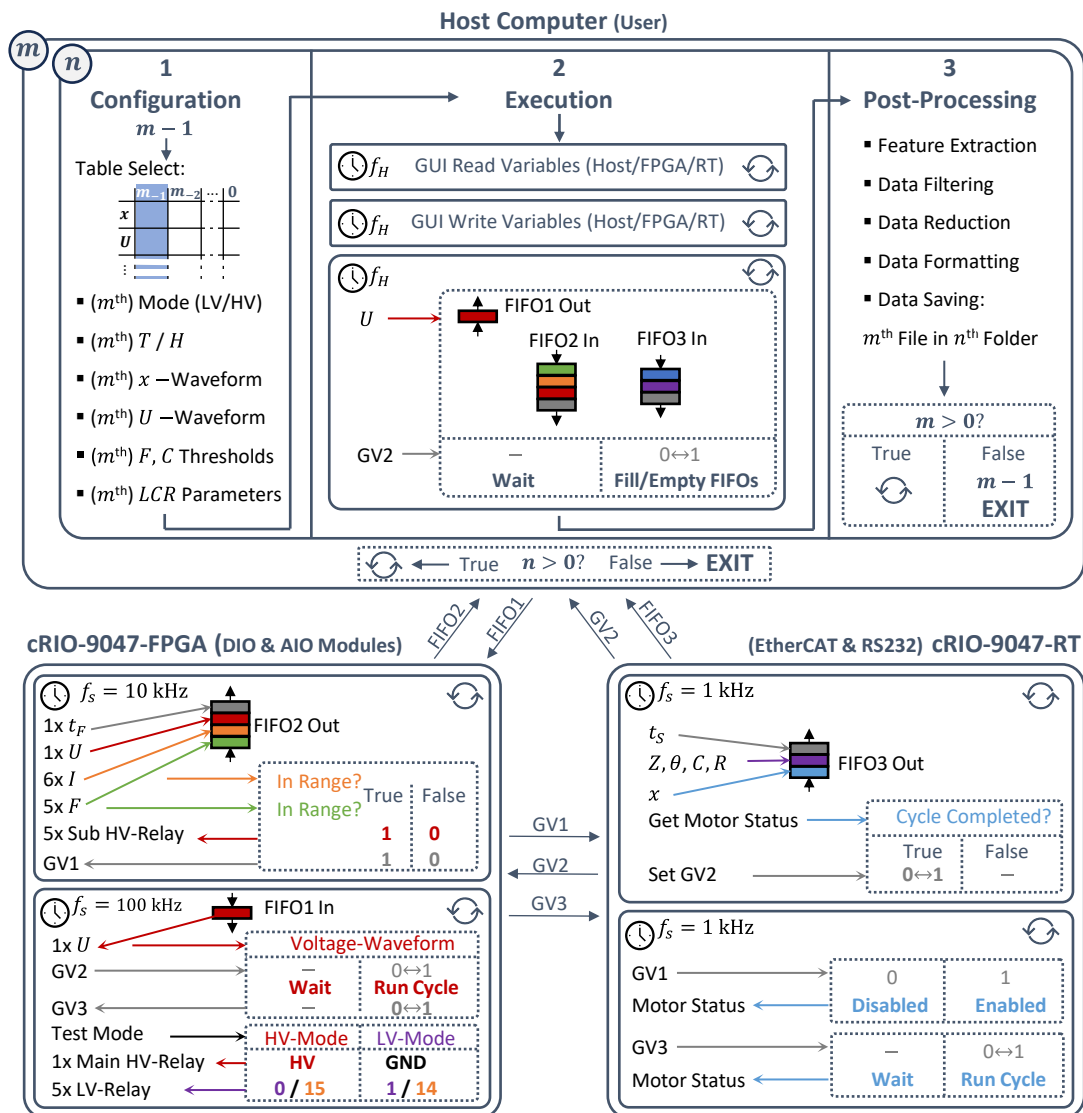 Host Computer (User)
m
n
1
Configuration
m − 1
Table Select:
m−1 m−2 ... 0
x
U
⋮
▪ (mth) Mode (LV/HV)
▪ (mth) T / H
▪ (mth) x −Waveform
▪ (mth) U −Waveform
▪ (mth) F, C Thresholds
▪ (mth) LCR Parameters
2
Execution
fH GUI Read Variables (Host/FPGA/RT)
fH GUI Write Variables (Host/FPGA/RT)
fH
U
FIFO1 Out
FIFO2 In
FIFO3 In
GV2
− 0↔1
Wait Fill/Empty FIFOs
3
Post-Processing
▪ Feature Extraction
▪ Data Filtering
▪ Data Reduction
▪ Data Formatting
▪ Data Saving:
mth File in nth Folder
m > 0?
True False
m − 1
EXIT
True n > 0? False EXIT
FIFO2
FIFO1
GV2
FIFO3
cRIO-9047-FPGA (DIO & AIO Modules)
fs = 10 kHz
1x tF
1x U
6x I
5x F
FIFO2 Out
In Range?
In Range?
True False
5x Sub HV-Relay 1 0
GV1 1 0
fs = 100 kHz
FIFO1 In
1x U
Voltage-Waveform
GV2 − 0↔1
Wait Run Cycle
GV3 − 0↔1
Test Mode HV-Mode LV-Mode
1x Main HV-Relay HV GND
5x LV-Relay 0 / 15 1 / 14
GV1
GV2
GV3
(EtherCAT & RS232) cRIO-9047-RT
fs = 1 kHz
tS
Z, θ, C, R
x
FIFO3 Out
Get Motor Status Cycle Completed?
True False
Set GV2 0↔1 −
fs = 1 kHz
GV1 0 1
Motor Status Disabled Enabled
GV3 − 0↔1
Motor Status Wait Run Cycle